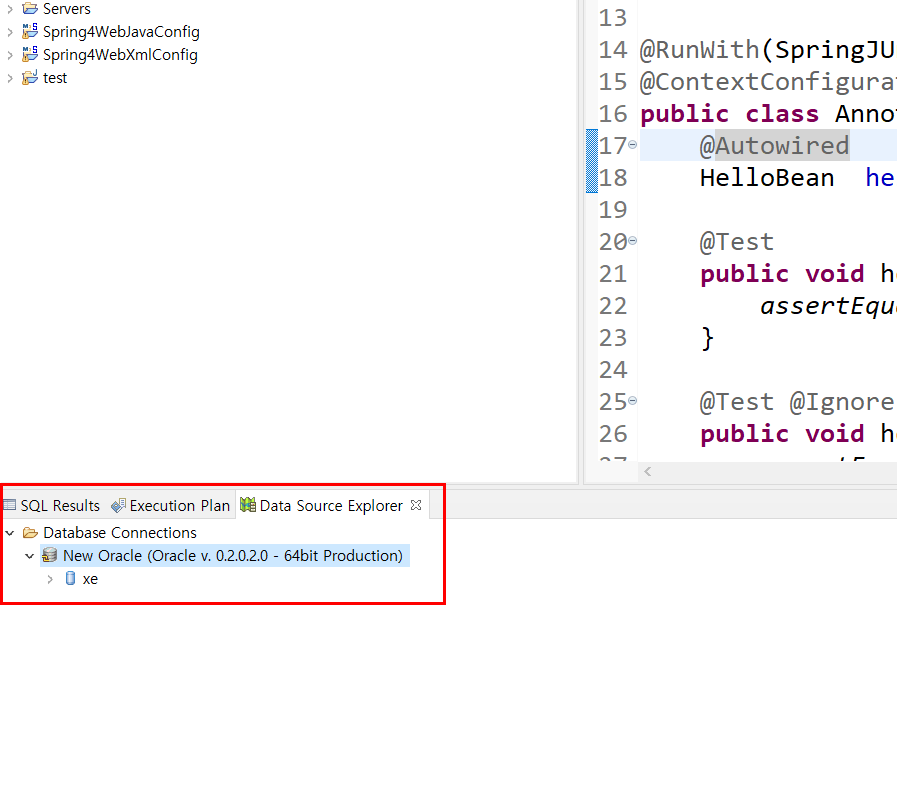 Servers
Spring4WebJavaConfig
Spring4WebXmlConfig
test
13
14 @RunWith(SpringJU
15 @ContextConfigura
16 public class Anno
17 @Autowired
18 HelloBean he
19
20 @Test
21 public void h
22 assertEqu
23 }
24
25 @Test @Ignore
26 public void h
SQL Results Execution Plan Data Source Explorer
Database Connections
New Oracle (Oracle v. 0.2.0.2.0 - 64bit Production)
xe